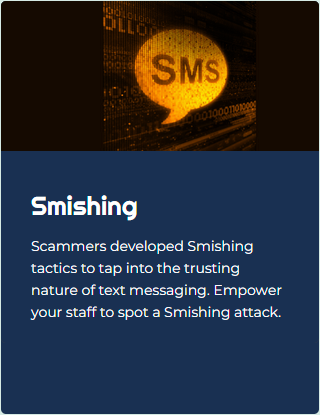 SMS
Smishing
Scammers developed Smishing
tactics to tap into the trusting
nature of text messaging. Empower
your staff to spot a Smishing attack.